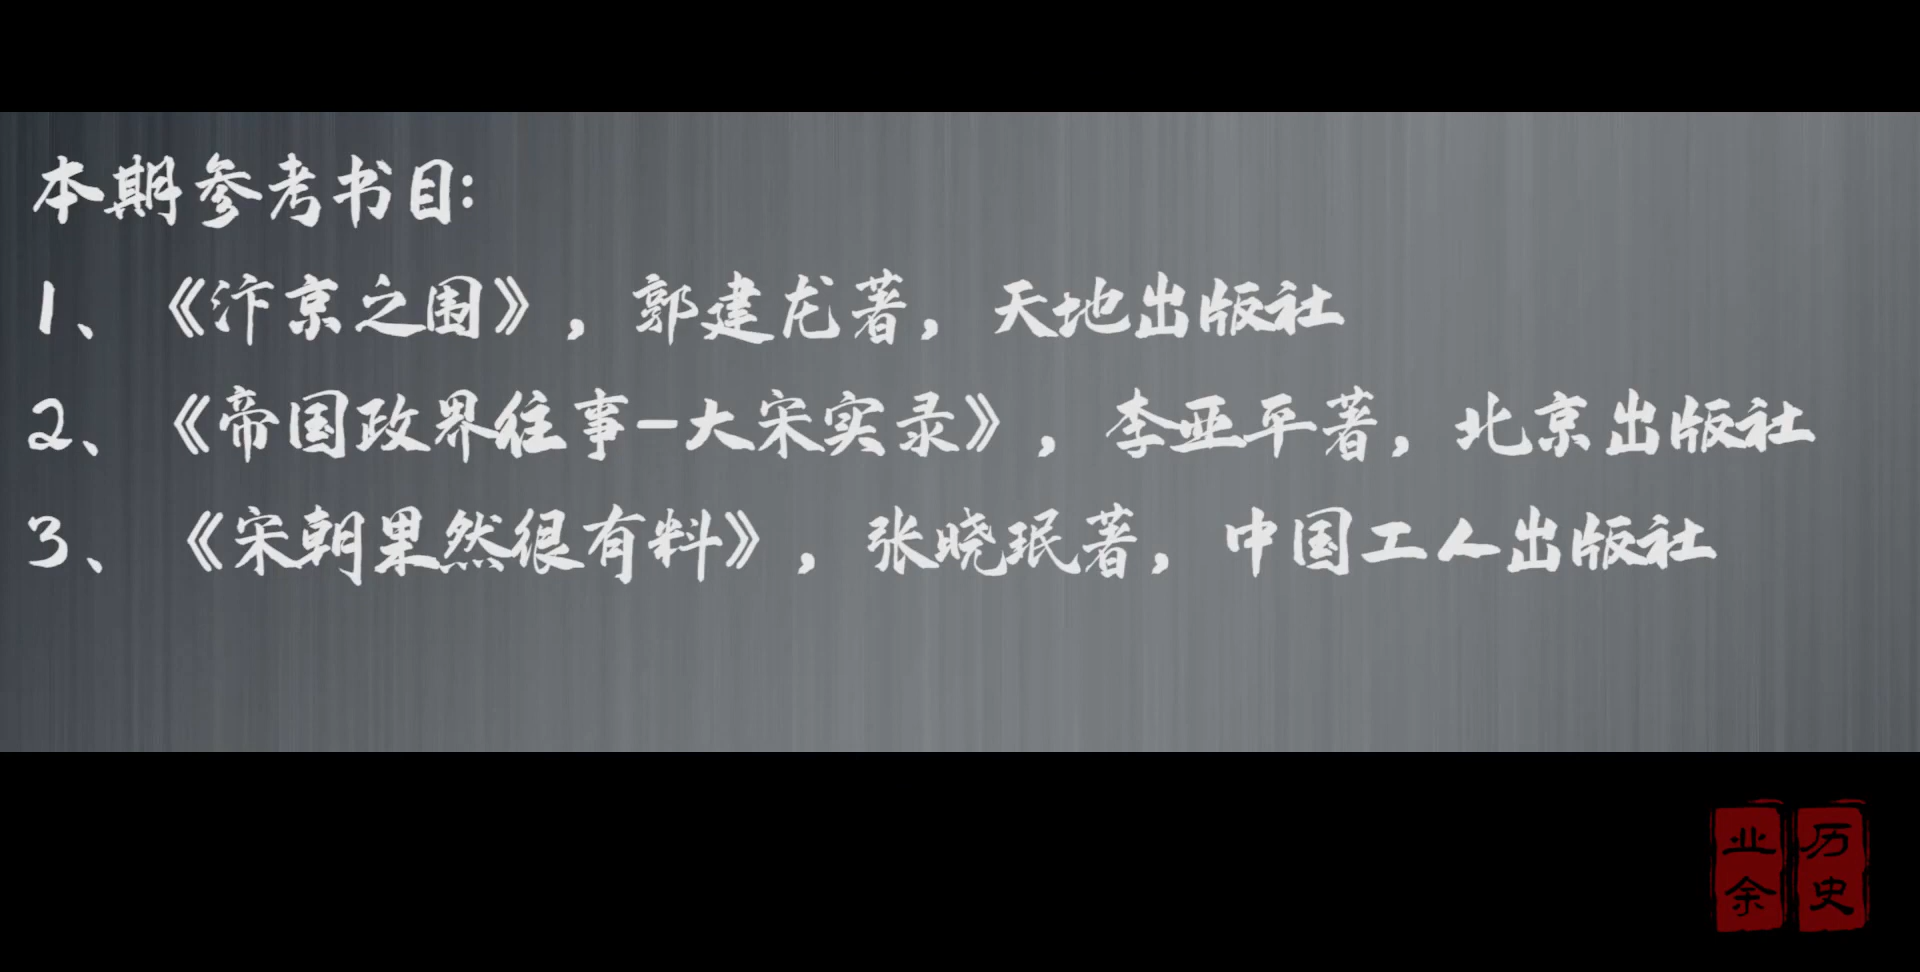 本期参考书目：
1、《汴京之围》，郭建龙著，天地出版社
2、《帝国政界往事-大宋实录》，李亚平著，北京出版社
3、《宋朝果然很有料》，张晓珉著，中国工人出版社
历史
业余